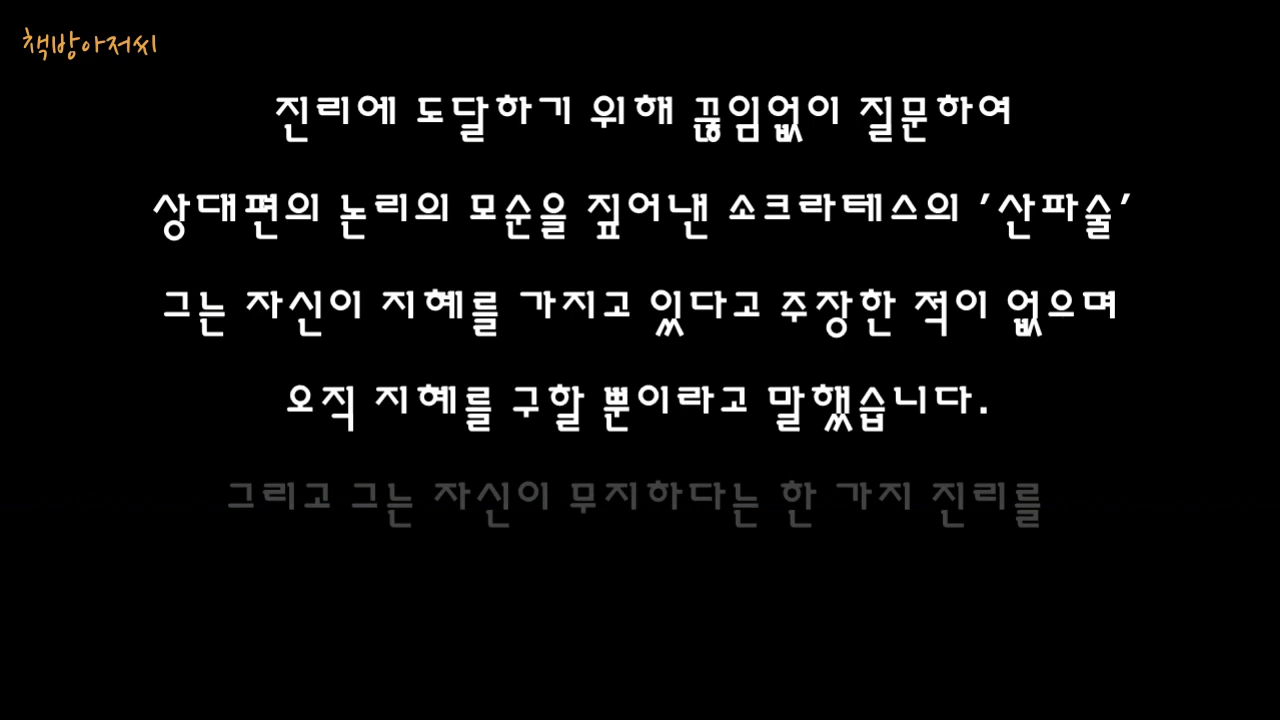 책방아저씨
진리에 도달하기 위해 끊임없이 질문하여
상대편의 논리의 모순을 짚어낸 소크라테스의 '산파술'
그는 자신이 지혜를 가지고 있다고 주장한 적이 없으며
오직 지혜를 구할 뿐이라고 말했습니다.
그리고 그는 자신이 무지하다는 한 가지 진리를